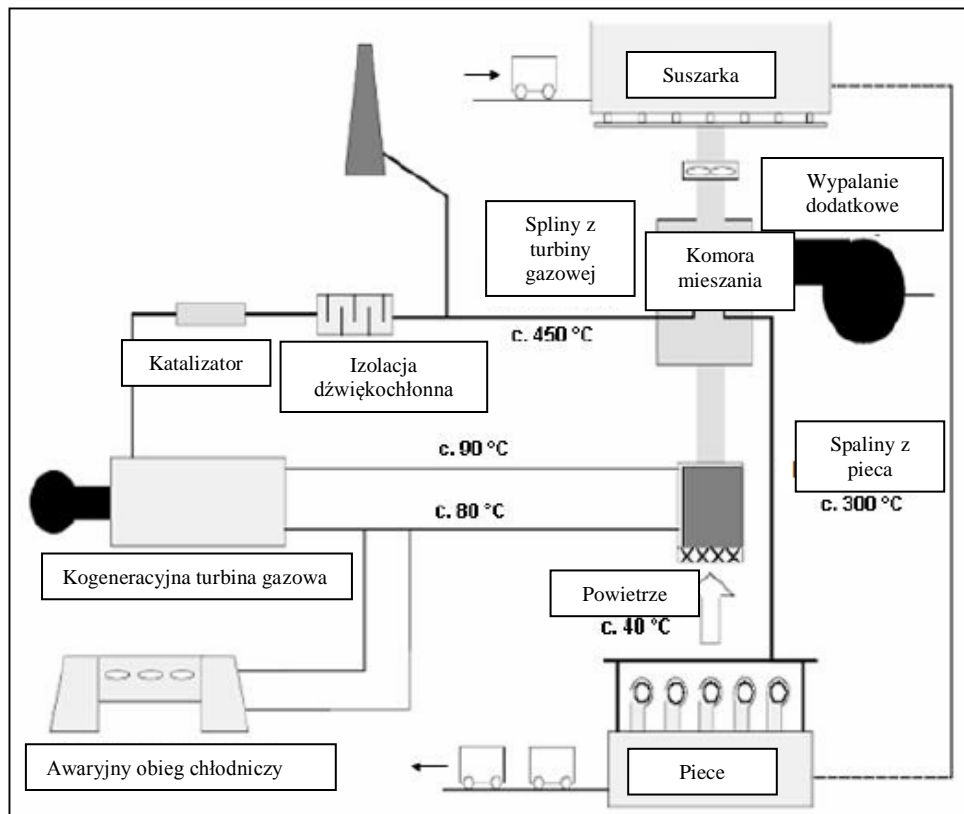 Suszarka
Wypalanie
dodatkowe
Spliny z
turbiny
gazowej
Komora
mieszania
c. 450 °C
Katalizator
Izolacja
dźwiękochłonna
c. 90 °C
Spaliny z
pieca
c. 300 °C
c. 80 °C
Kogeneracyjna turbina gazowa
Powietrze
c. 40 °C
Awaryjny obieg chłodniczy
Piece